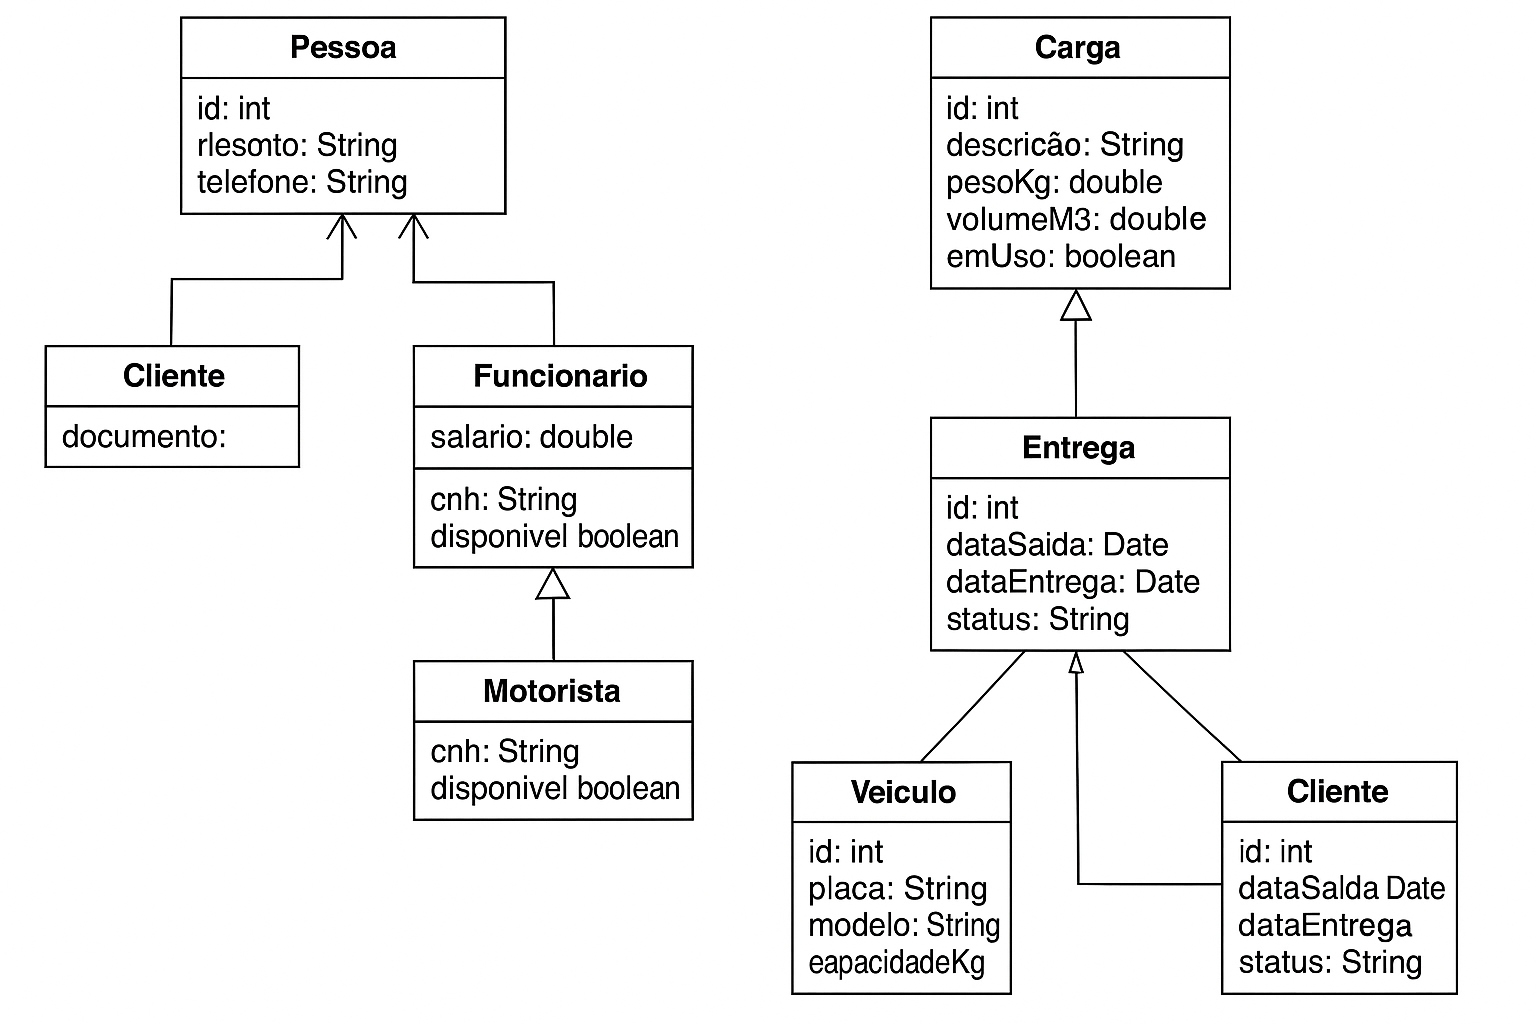 Pessoa
id: int
rlesmto: String
telefone: String
Cliente
documento:
Funcionario
salario: double
cnh: String
disponivel boolean
Motorista
cnh: String
disponivel boolean
Carga
id: int
descricão: String
pesoKg: double
volumeM3: double
emUso: boolean
Entrega
id: int
dataSaida: Date
dataEntrega: Date
status: String
Veiculo
id: int
placa: String
modelo: String
eapacidadeKg
Cliente
id: int
dataSalda Date
dataEntrega
status: String